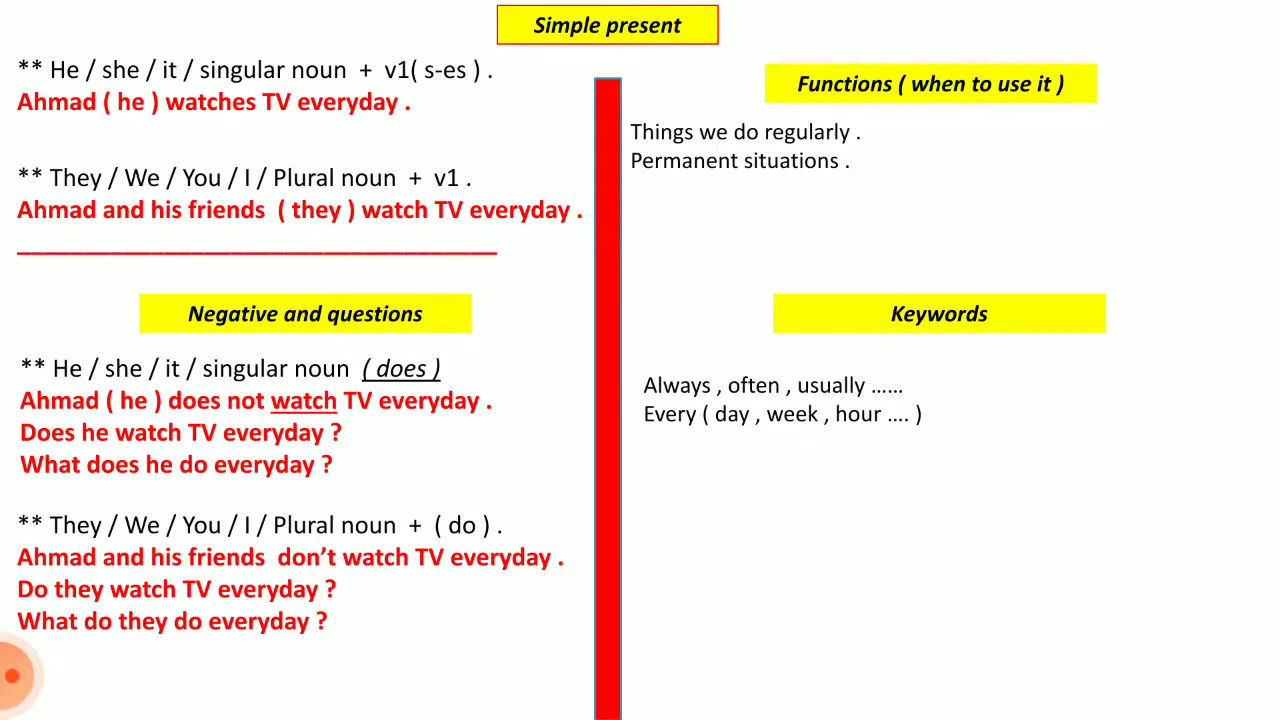 Simple present
** He / she / it / singular noun + v1( s-es ) .
Ahmad ( he ) watches TV everyday .
** They / We / You / I / Plural noun + v1 .
Ahmad and his friends ( they ) watch TV everyday .
____________________________________
Negative and questions
** He / she / it / singular noun ( does )
Ahmad ( he ) does not watch TV everyday .
Does he watch TV everyday ?
What does he do everyday ?
** They / We / You / I / Plural noun + ( do ) .
Ahmad and his friends don’t watch TV everyday .
Do they watch TV everyday ?
What do they do everyday ?
Functions ( when to use it )
Things we do regularly .
Permanent situations .
Keywords
Always , often , usually ......
Every ( day , week , hour .... )